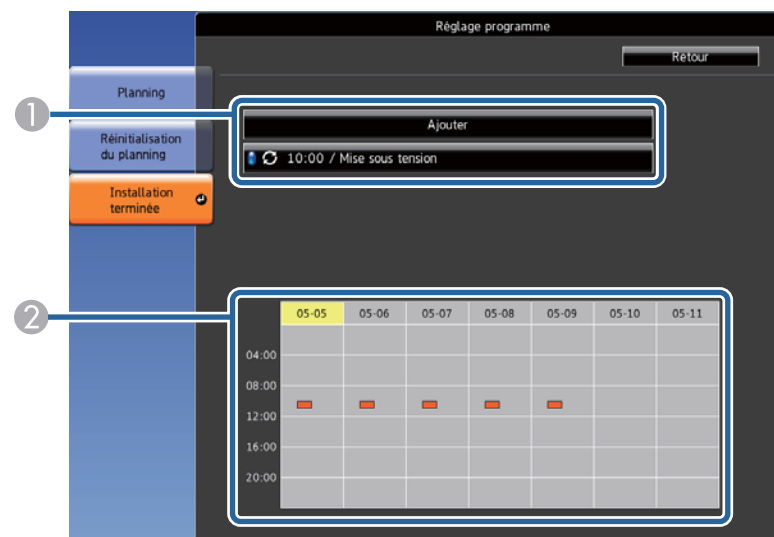 Réglage programme
Retour
Planning
1
Ajouter
Réinitialisation
du planning
10:00 / Mise sous tension
Installation
terminée
2
05-05 05-06 05-07 05-08 05-09 05-10 05-11
04:00
08:00
12:00
16:00
20:00